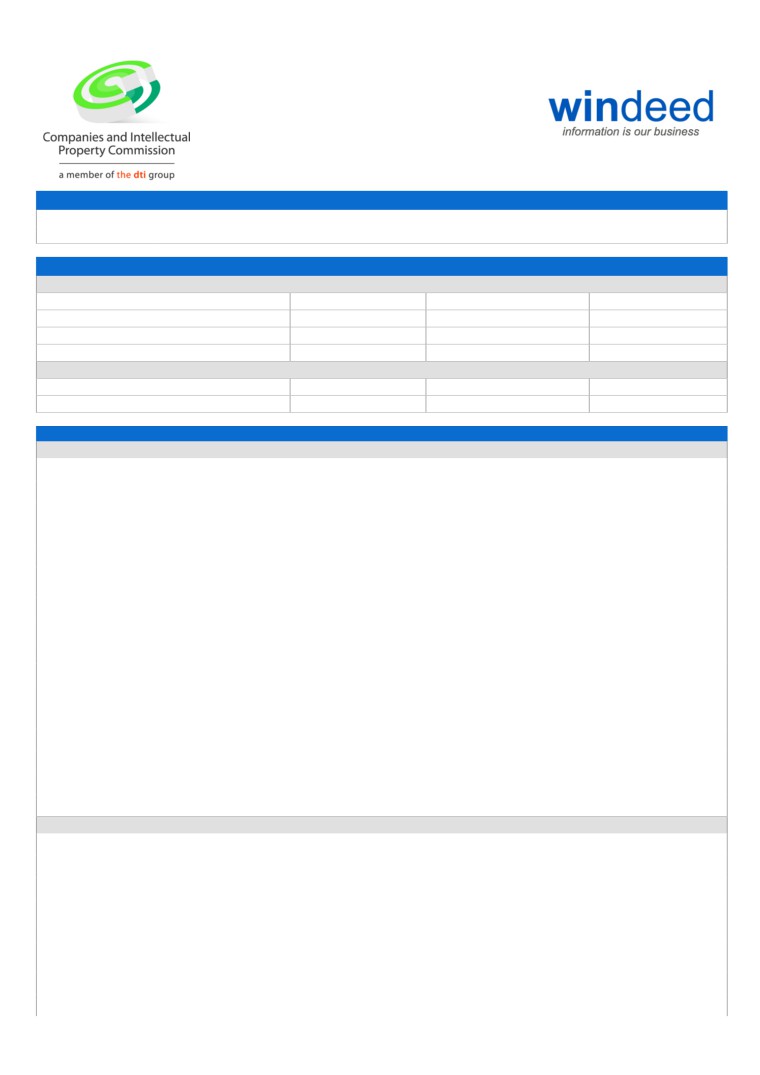 windeed
information is our business
Companies and Intellectual
Property Commission
a member of the dti group